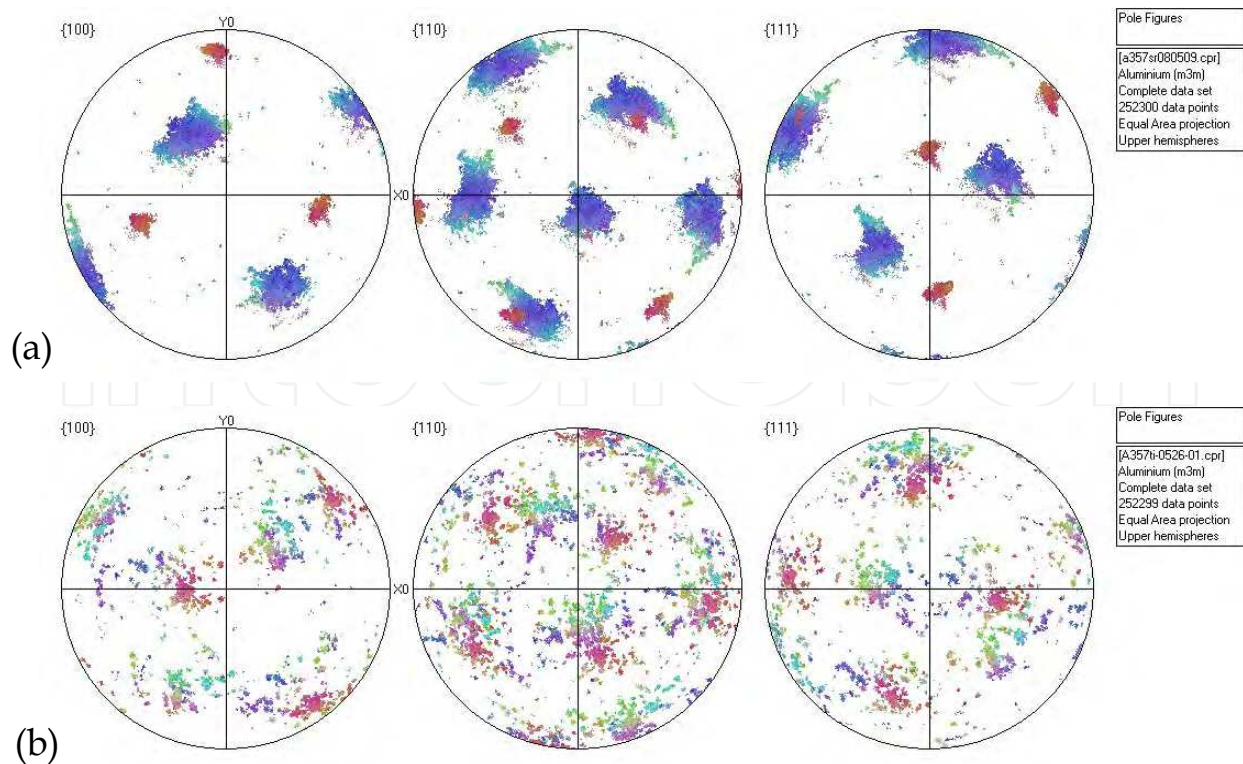 {100}
Y0
{110}
{111}
X0
Pole Figures
[a357sr080509.cpr]
Aluminium (m3m)
Complete data set
252300 data points
Equal Area projection
Upper hemispheres
(a)
{100}
Y0
{110}
{111}
X0
Pole Figures
[A357ti-0526-01.cpr]
Aluminium (m3m)
Complete data set
252299 data points
Equal Area projection
Upper hemispheres
(b)